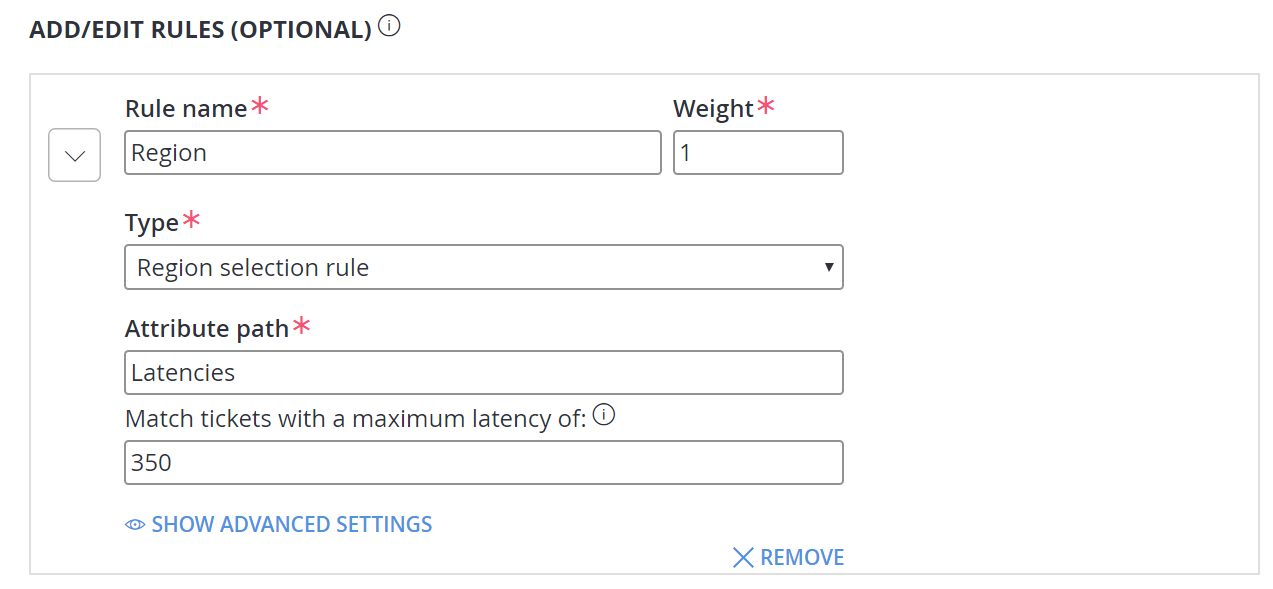 ADD/EDIT RULES (OPTIONAL) i
Rule name* Weight*
Region 1
Type*
Region selection rule
Attribute path*
Latencies
Match tickets with a maximum latency of: i
350
SHOW ADVANCED SETTINGS
REMOVE